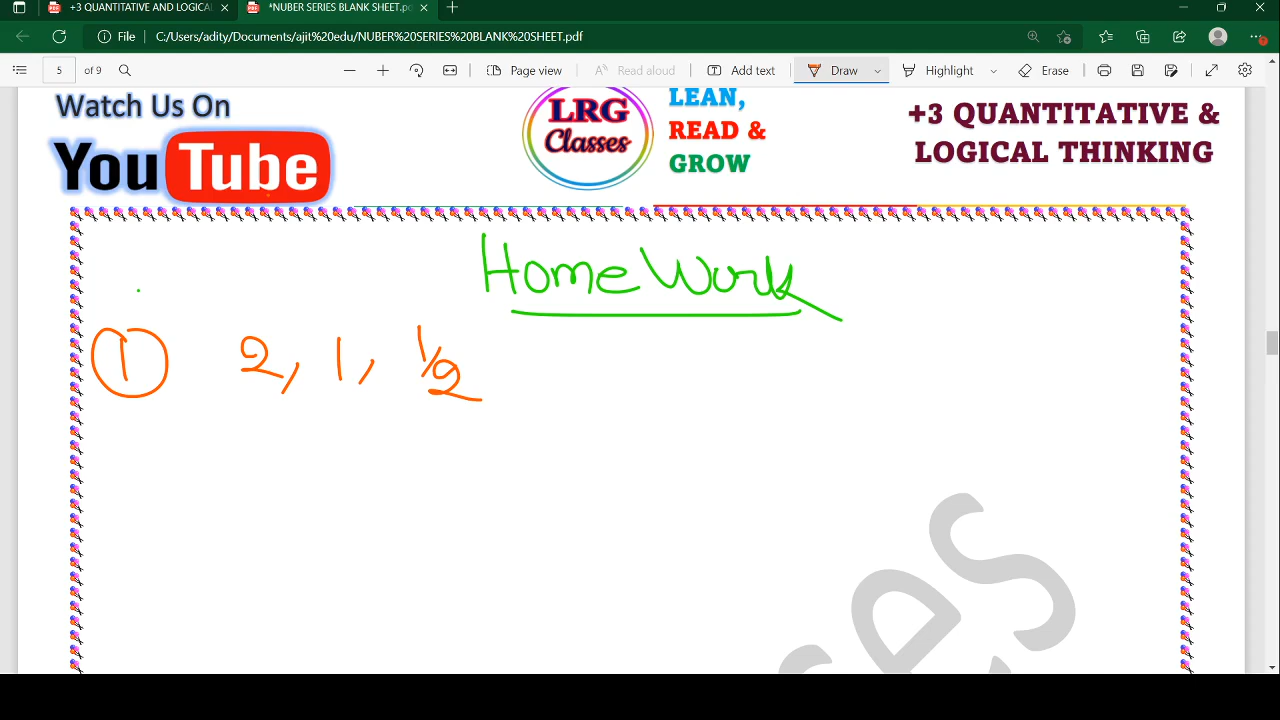 +3 QUANTITATIVE AND LOGICAL
*NUBER SERIES BLANK SHEET.pd
File C:/Users/adity/Documents/ajit%20edu/NUBER%20SERIES%20BLANK%20SHEET.pdf
5 of 9 Page view Read aloud Add text Draw Highlight Erase
Watch Us On
YouTube
LRG
Classes
LEAN,
READ &
GROW
+3 QUANTITATIVE &
LOGICAL THINKING
Home Work
1 2, 1, 1/2